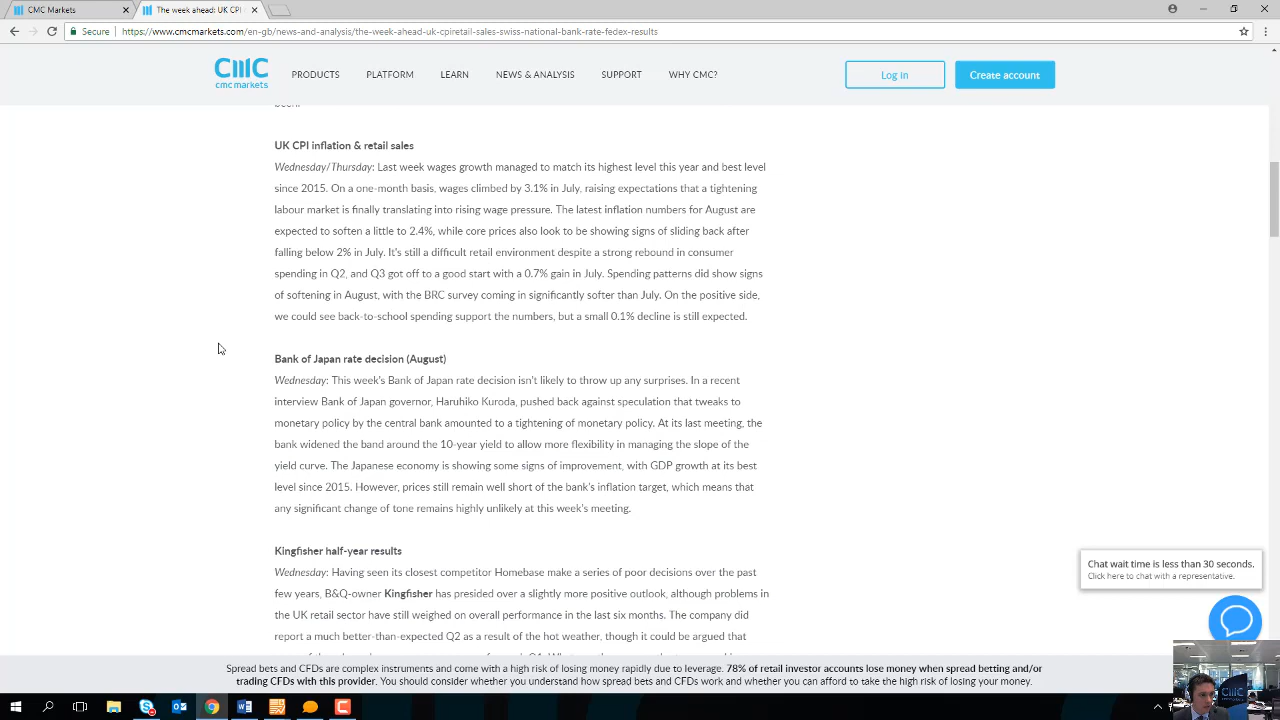 CMC Markets
The week ahead: UK CPI
Secure
https://www.cmcmarkets.com/en-gb/news-and-analysis/the-week-ahead-uk-cpiretail-sales-swiss-national-bank-rate-fedex-results
cmc markets
PRODUCTS
PLATFORM
LEARN
NEWS & ANALYSIS
SUPPORT
WHY CMC?
Log in
Create account
been.
UK CPI inflation & retail sales
Wednesday/Thursday: Last week wages growth managed to match its highest level this year and best level
since 2015. On a one-month basis, wages climbed by 3.1% in July, raising expectations that a tightening
labour market is finally translating into rising wage pressure. The latest inflation numbers for August are
expected to soften a little to 2.4%, while core prices also look to be showing signs of sliding back after
falling below 2% in July. It's still a difficult retail environment despite a strong rebound in consumer
spending in Q2, and Q3 got off to a good start with a 0.7% gain in July. Spending patterns did show signs
of softening in August, with the BRC survey coming in significantly softer than July. On the positive side,
we could see back-to-school spending support the numbers, but a small 0.1% decline is still expected.
Bank of Japan rate decision (August)
Wednesday: This week's Bank of Japan rate decision isn't likely to throw up any surprises. In a recent
interview Bank of Japan governor, Haruhiko Kuroda, pushed back against speculation that tweaks to
monetary policy by the central bank amounted to a tightening of monetary policy. At its last meeting, the
bank widened the band around the 10-year yield to allow more flexibility in managing the slope of the
yield curve. The Japanese economy is showing some signs of improvement, with GDP growth at its best
level since 2015. However, prices still remain well short of the bank's inflation target, which means that
any significant change of tone remains highly unlikely at this week's meeting.
Kingfisher half-year results
Wednesday: Having seen its closest competitor Homebase make a series of poor decisions over the past
few years, B&Q-owner Kingfisher has presided over a slightly more positive outlook, although problems in
the UK retail sector have still weighed on overall performance in the last six months. The company did
report a much better-than-expected Q2 as a result of the hot weather, though it could be argued that
Chat wait time is less than 30 seconds.
Click here to chat with a representative.
Spread bets and CFDs are complex instruments and come with a high risk of losing money rapidly due to leverage. 78% of retail investor accounts lose money when spread betting and/or
trading CFDs with this provider. You should consider whether you understand how spread bets and CFDs work and whether you can afford to take the high risk of losing your money.